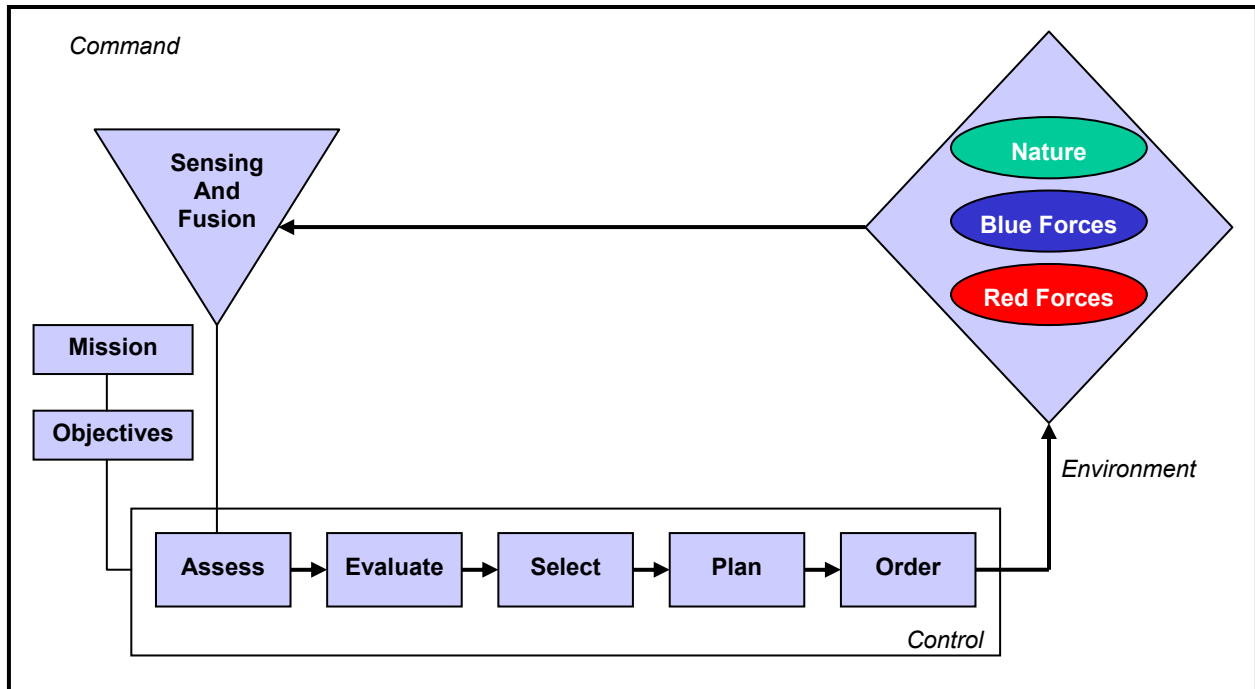 Command
Sensing
And
Fusion
Nature
Blue Forces
Red Forces
Mission
Objectives
Environment
Assess
Evaluate
Select
Plan
Order
Control